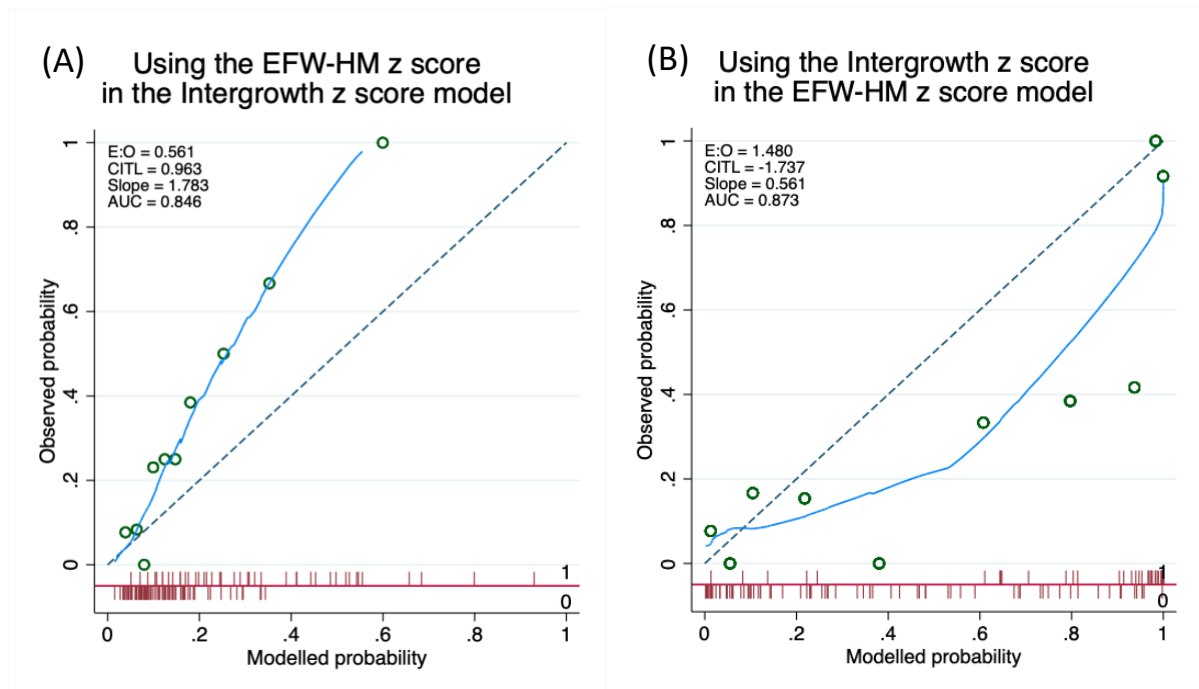 (A)
Using the EFW-HM z score
in the Intergrowth z score model
E:O = 0.561
CITL = 0.963
Slope = 1.783
AUC = 0.846
Observed probability
1
.8
.6
.4
.2
0
1
0
0 .2 .4 .6 .8 1
Modelled probability
(B)
Using the Intergrowth z score
in the EFW-HM z score model
E:O = 1.480
CITL = -1.737
Slope = 0.561
AUC = 0.873
Observed probability
1
.8
.6
.4
.2
0
1
0
0 .2 .4 .6 .8 1
Modelled probability